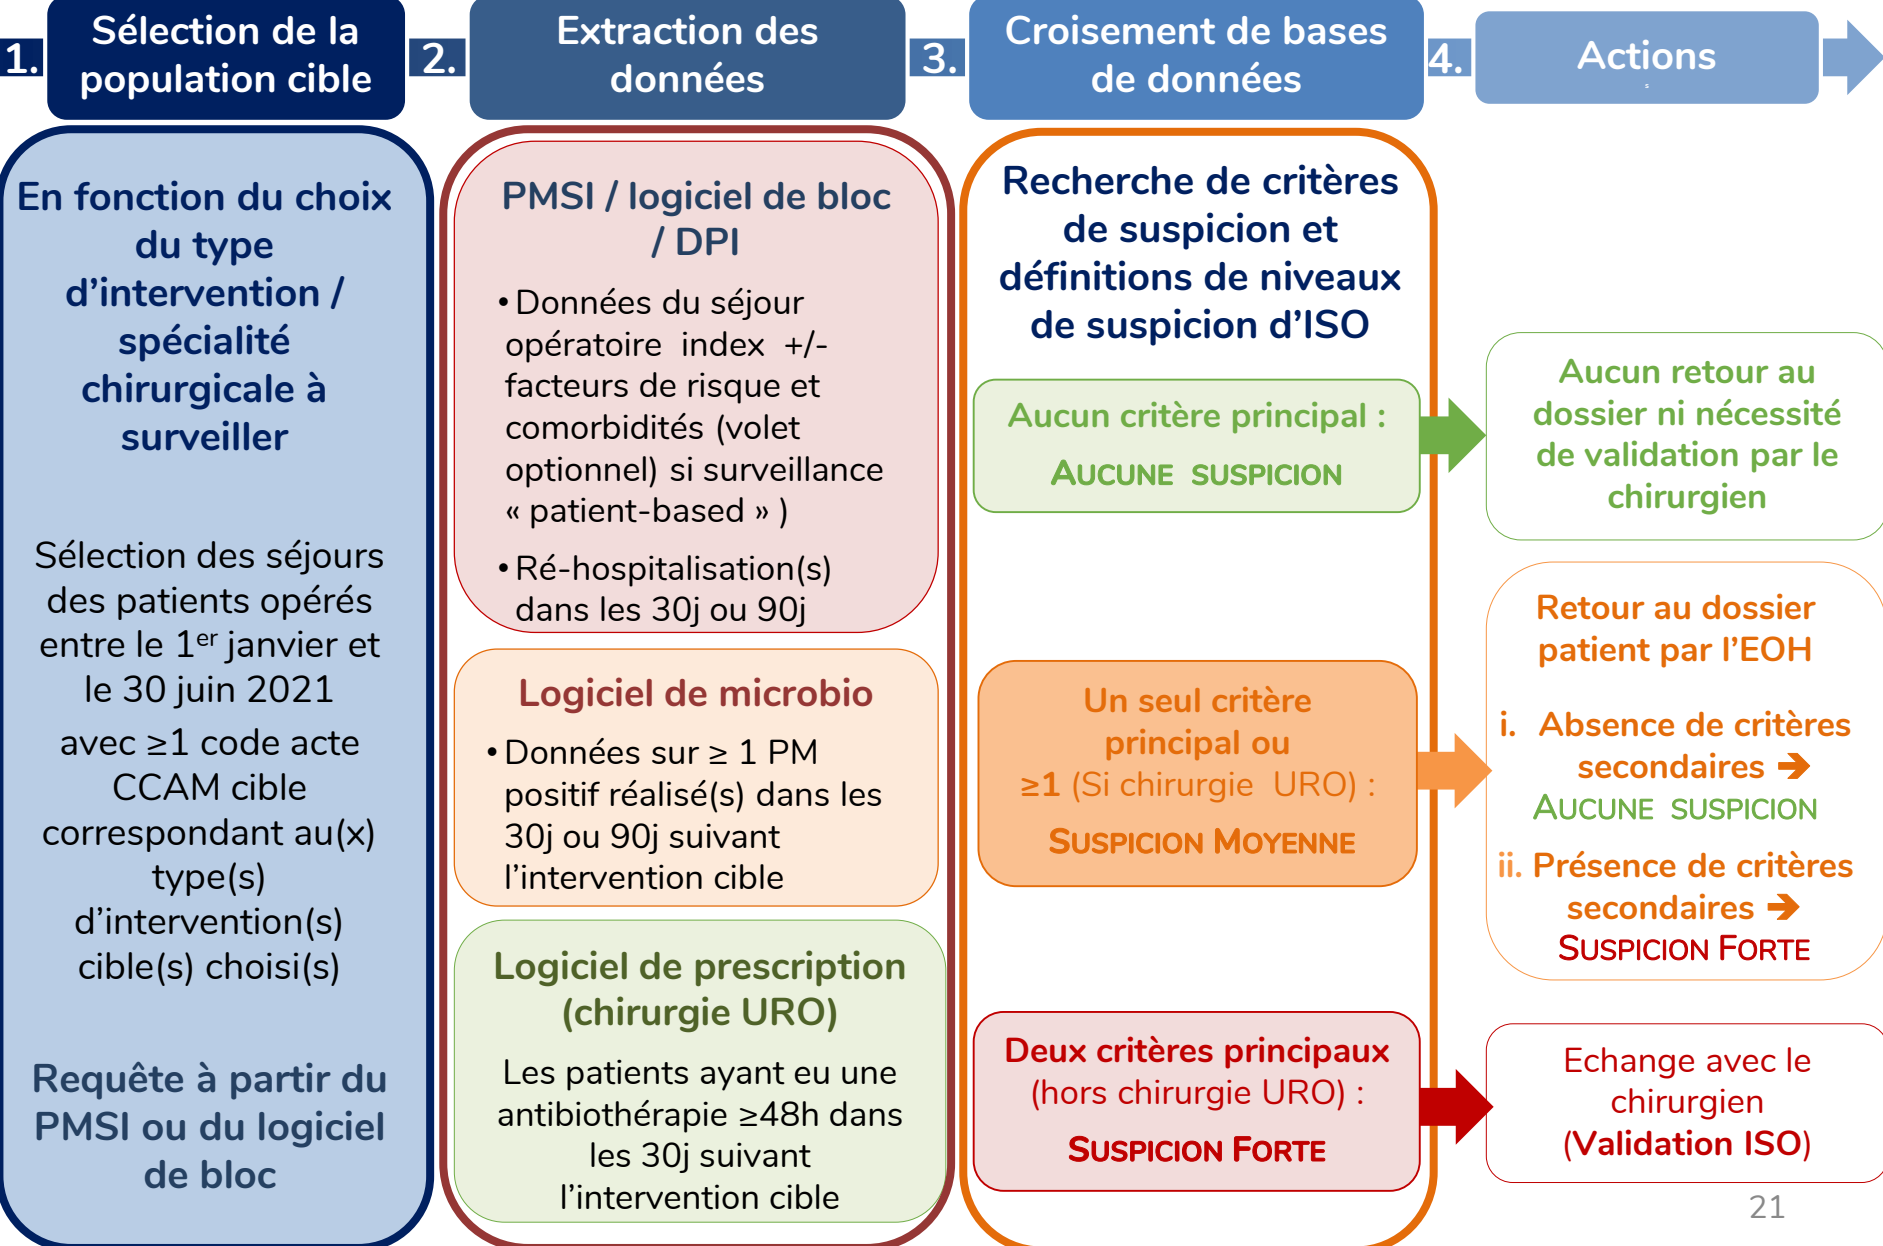 1.
Sélection de la
population cible
2.
Extraction des
données
3.
Croisement de bases
de données
4.
Actions
s
En fonction du choix
du type
d’intervention /
spécialité
chirurgicale à
surveiller
Sélection des séjours
des patients opérés
entre le 1er janvier et
le 30 juin 2021
avec ≥1 code acte
CCAM cible
correspondant au(x)
type(s)
d’intervention(s)
cible(s) choisi(s)
Requête à partir du
PMSI ou du logiciel
de bloc
PMSI / logiciel de bloc
/ DPI
• Données du séjour
opératoire index +/-
facteurs de risque et
comorbidités (volet
optionnel) si surveillance
« patient-based » )
• Ré-hospitalisation(s)
dans les 30j ou 90j
Logiciel de microbio
• Données sur ≥ 1 PM
positif réalisé(s) dans les
30j ou 90j suivant
l’intervention cible
Logiciel de prescription
(chirurgie URO)
Les patients ayant eu une
antibiothérapie ≥48h dans
les 30j suivant
l’intervention cible
Recherche de critères
de suspicion et
définitions de niveaux
de suspicion d’ISO
Aucun critère principal :
AUCUNE SUSPICION
Un seul critère
principal ou
≥1 (Si chirurgie URO) :
SUSPICION MOYENNE
Deux critères principaux
(hors chirurgie URO) :
SUSPICION FORTE
Aucun retour au
dossier ni nécessité
de validation par le
chirurgien
Retour au dossier
patient par l’EOH
i. Absence de critères
secondaires ➔
AUCUNE SUSPICION
ii. Présence de critères
secondaires ➔
SUSPICION FORTE
Echange avec le
chirurgien
(Validation ISO)
21